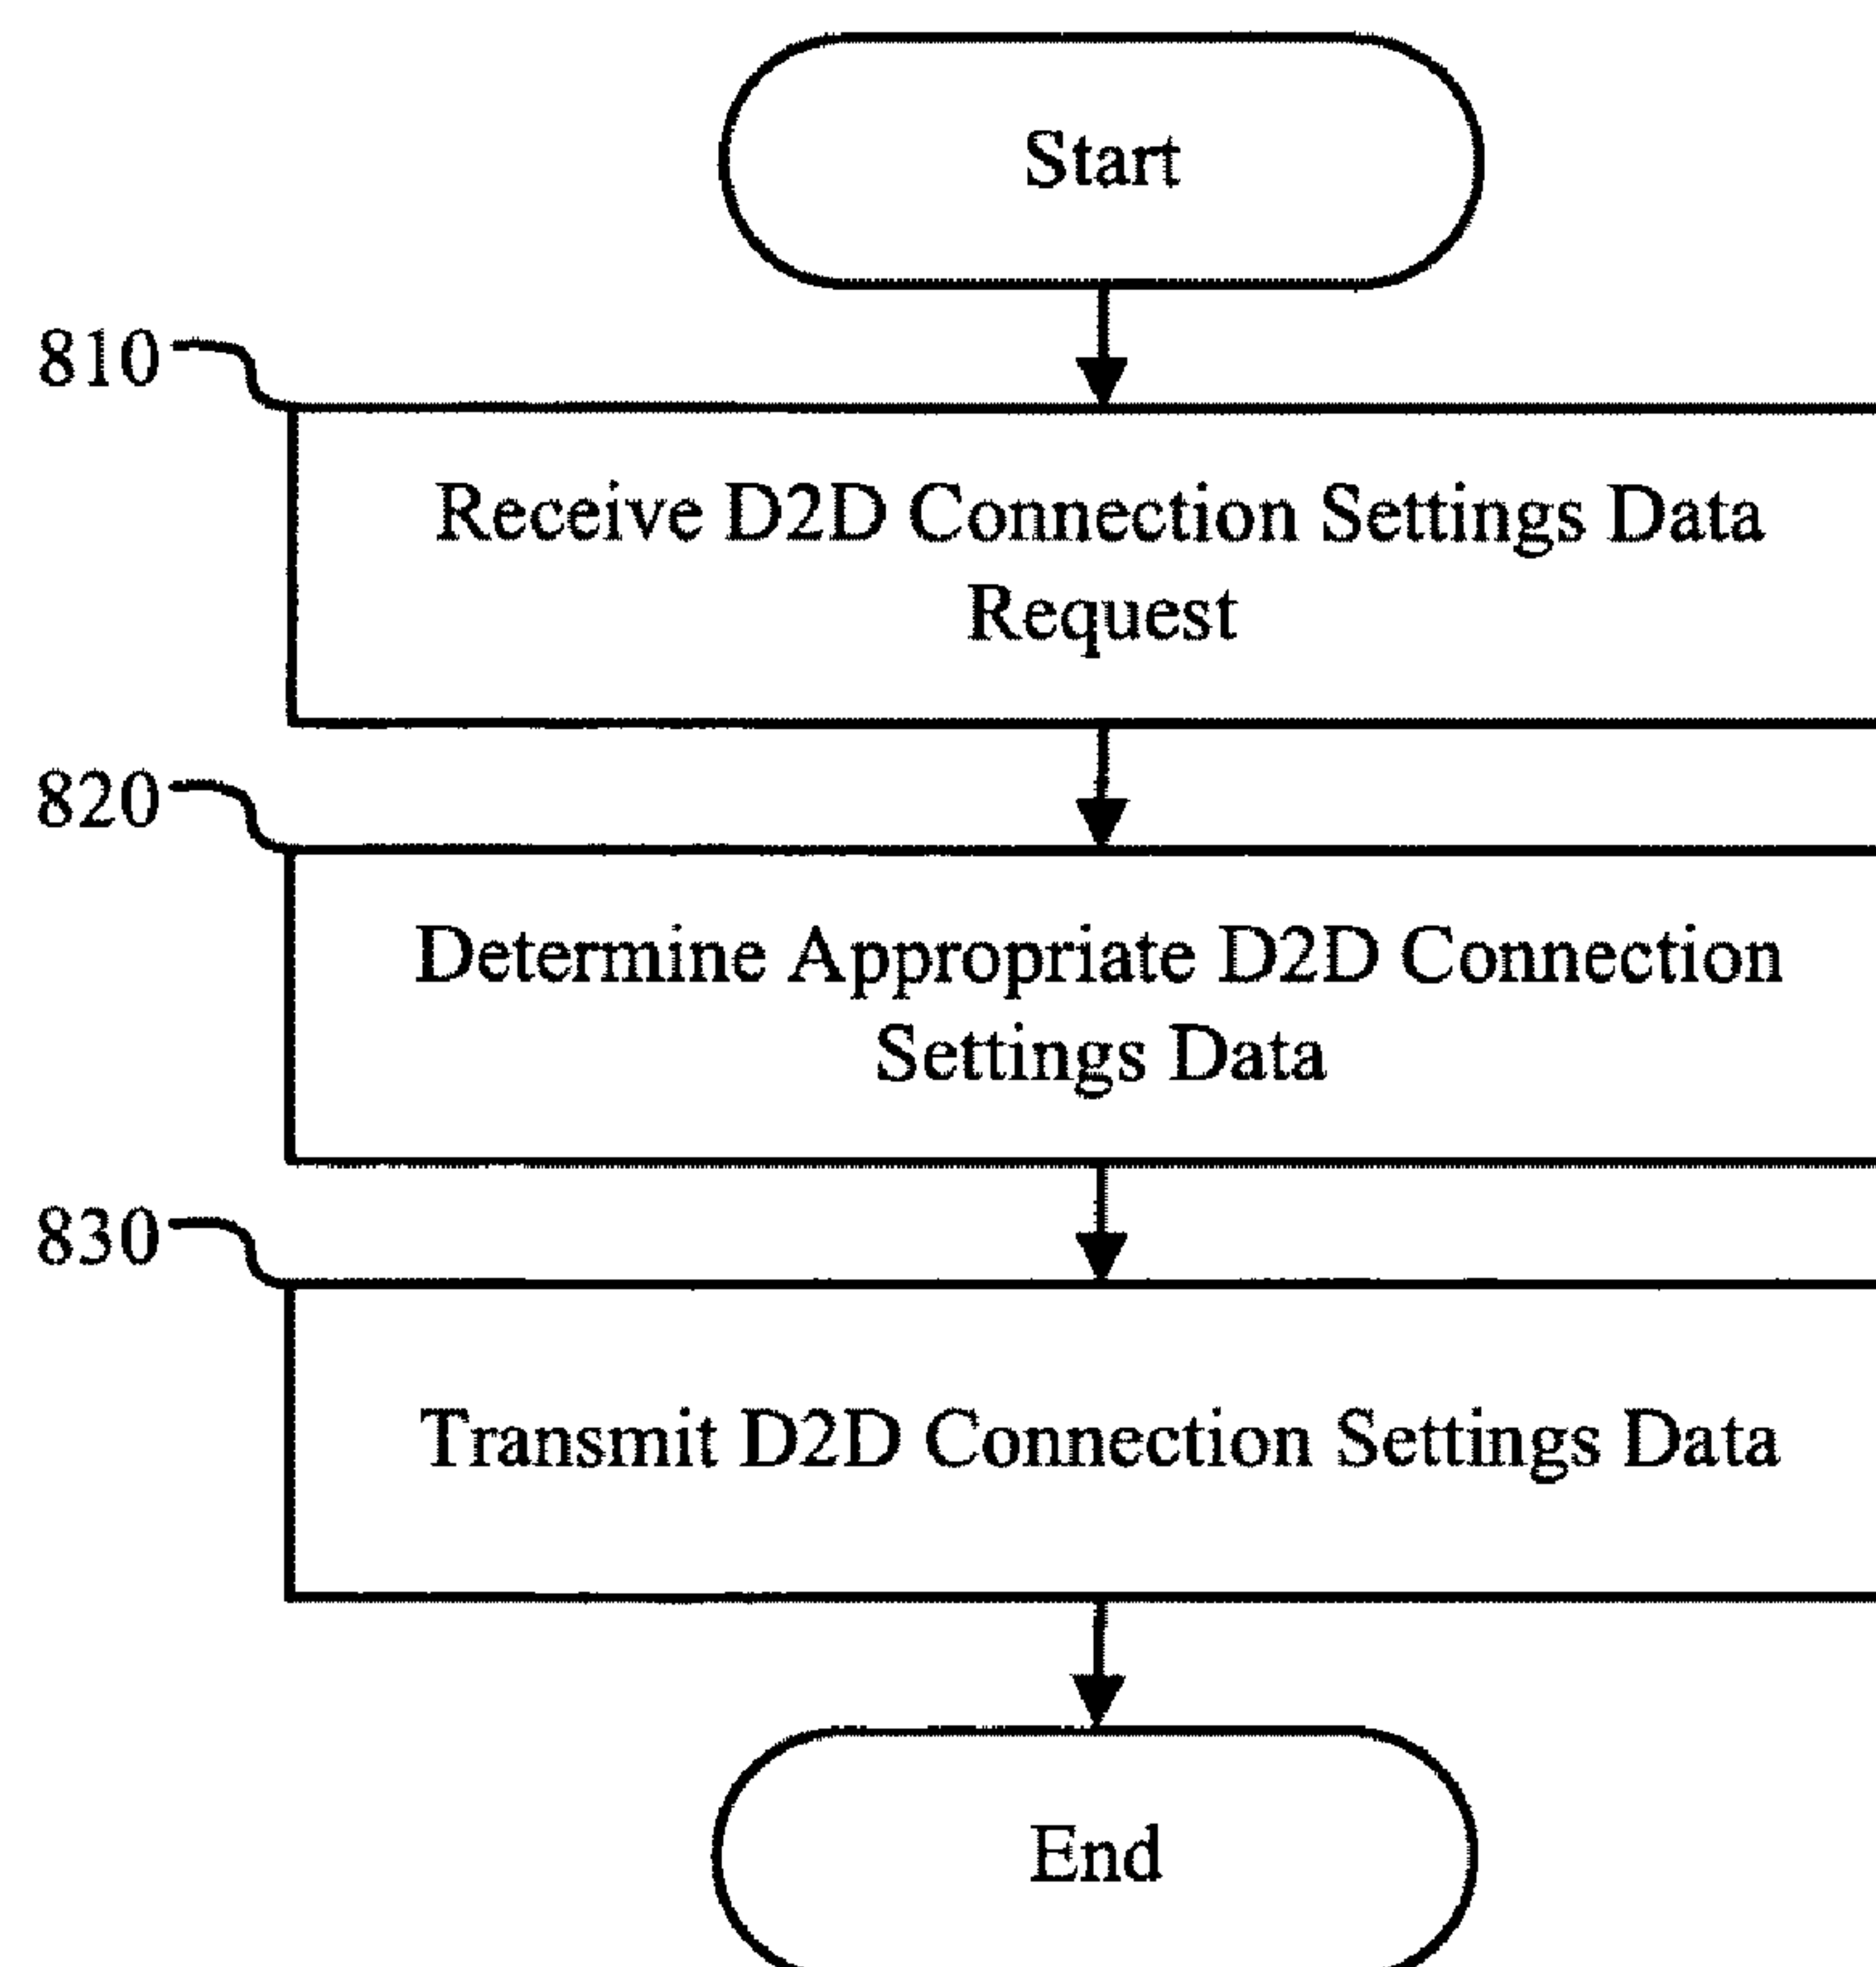 Start
810
Receive D2D Connection Settings Data
Request
820
Determine Appropriate D2D Connection
Settings Data
830
Transmit D2D Connection Settings Data
End